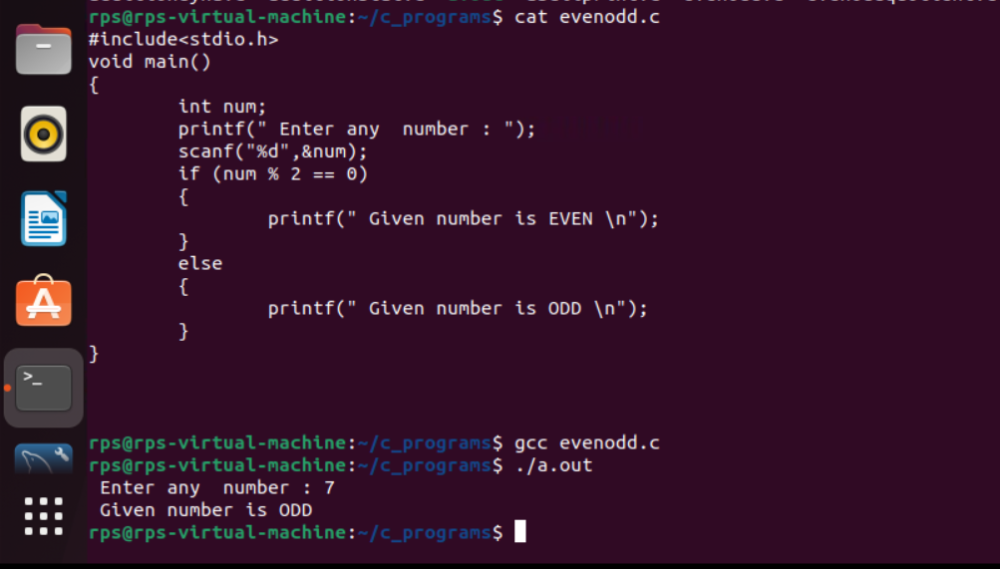 rps@rps-virtual-machine:~/c_programs$ cat evenodd.c
#include<stdio.h>
void main()
{
        int num;
        printf(" Enter any  number : ");
        scanf("%d",&num);
        if (num % 2 == 0)
        {
                printf(" Given number is EVEN \n");
        }
        else
        {
                printf(" Given number is ODD \n");
        }
}
rps@rps-virtual-machine:~/c_programs$ gcc evenodd.c
rps@rps-virtual-machine:~/c_programs$ ./a.out
 Enter any  number : 7
 Given number is ODD
rps@rps-virtual-machine:~/c_programs$